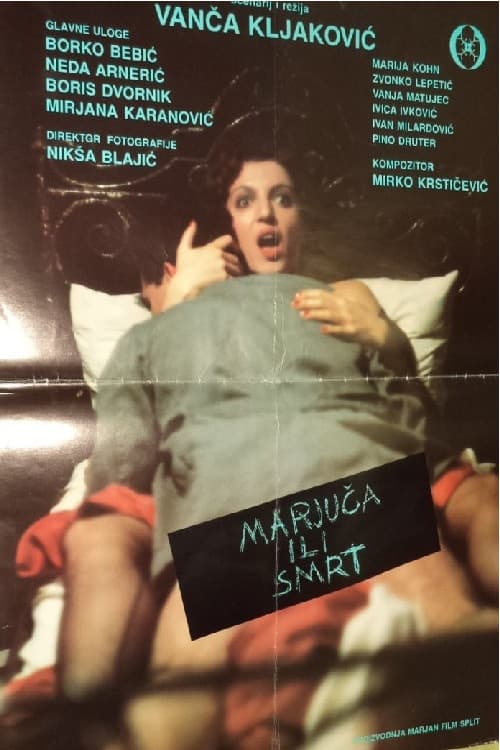 scenarij i režija
VANČA KLJAKOVIĆ
GLAVNE ULOGE
BORKO BEBIĆ
NEDA ARNERIĆ
BORIS DVORNIK
MIRJANA KARANOVIĆ
DIREKTOR FOTOGRAFIJE
NIKŠA BLAJIĆ
MARIJA KOHN
ZVONKO LEPETIĆ
VANJA MATUJEC
IVICA IVKOVIĆ
IVAN MILARDOVIĆ
PINO DRUTER
KOMPOZITOR
MIRKO KRSTIČEVIĆ
MARJUČA
ILI
SMRT
PROIZVODNJA MARJAN FILM SPLIT